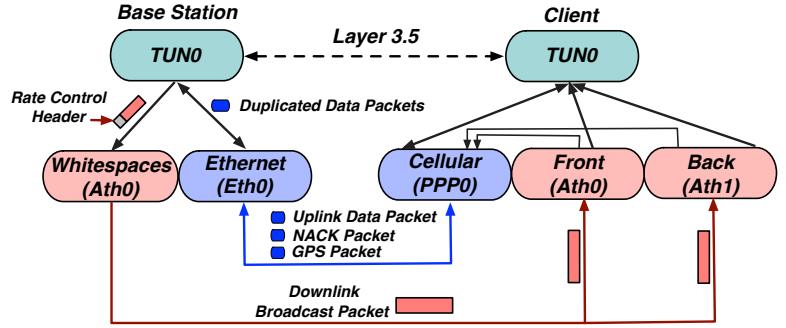 Base Station
Client
TUN0
Layer 3.5
TUN0
Rate Control
Header
Duplicated Data Packets
Whitespaces
(Ath0)
Ethernet
(Eth0)
Cellular
(PPP0)
Front
(Ath0)
Back
(Ath1)
Uplink Data Packet
NACK Packet
GPS Packet
Downlink
Broadcast Packet